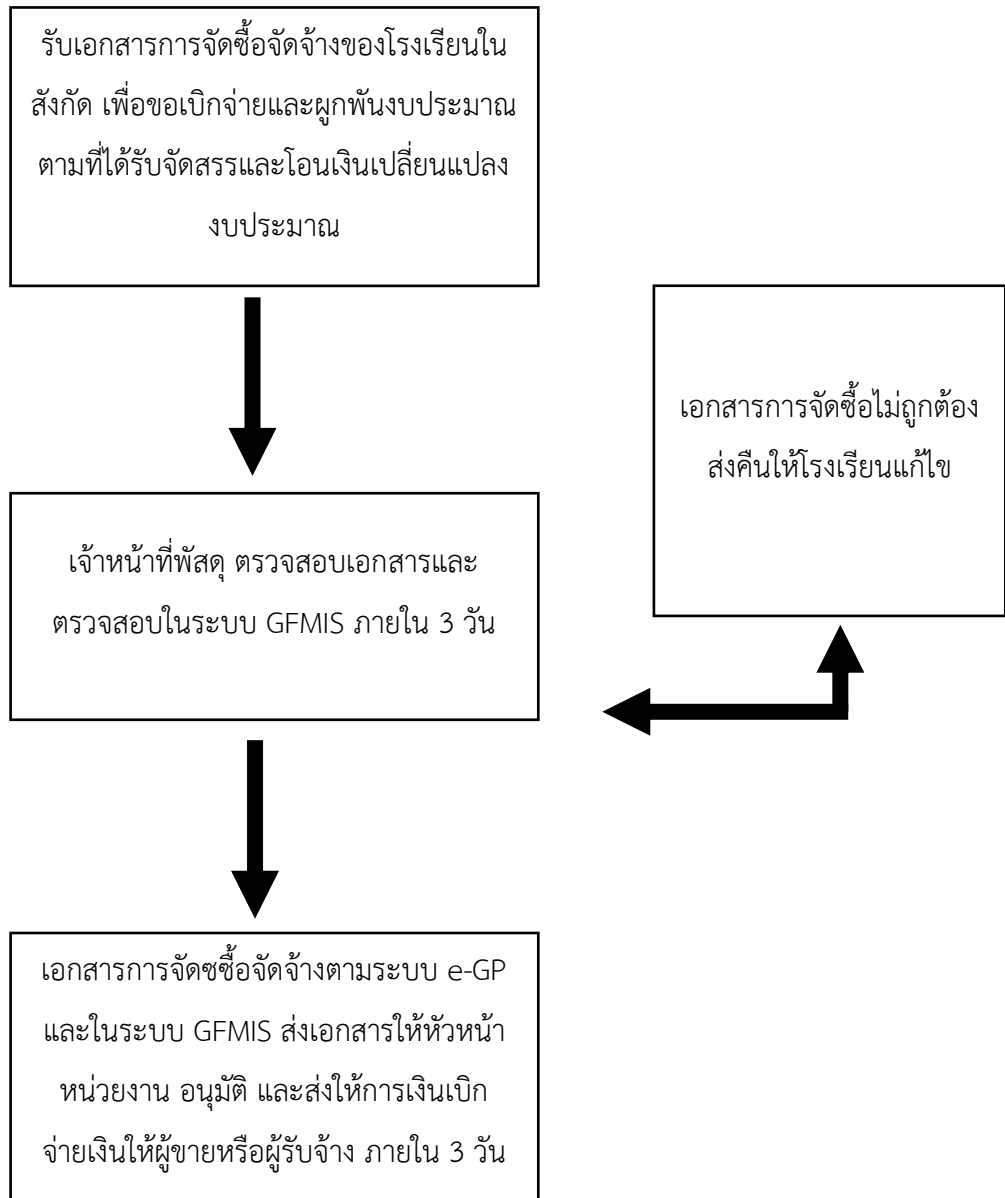 รับเอกสารการจัดซื้อจัดจ้างของโรงเรียนใน
สังกัด เพื่อขอเบิกจ่ายและผูกพันงบประมาณ
ตามที่ได้รับจัดสรรและโอนเงินเปลี่ยนแปลง
งบประมาณ
เอกสารการจัดซื้อไม่ถูกต้อง
ส่งคืนให้โรงเรียนแก้ไข
เจ้าหน้าที่พัสดุ ตรวจสอบเอกสารและ
ตรวจสอบในระบบ GFMIS ภายใน 3 วัน
เอกสารการจัดซซื้อจัดจ้างตามระบบ e-GP
และในระบบ GFMIS ส่งเอกสารให้หัวหน้า
หน่วยงาน อนุมัติ และส่งให้การเงินเบิก
จ่ายเงินให้ผู้ขายหรือผู้รับจ้าง ภายใน 3 วัน